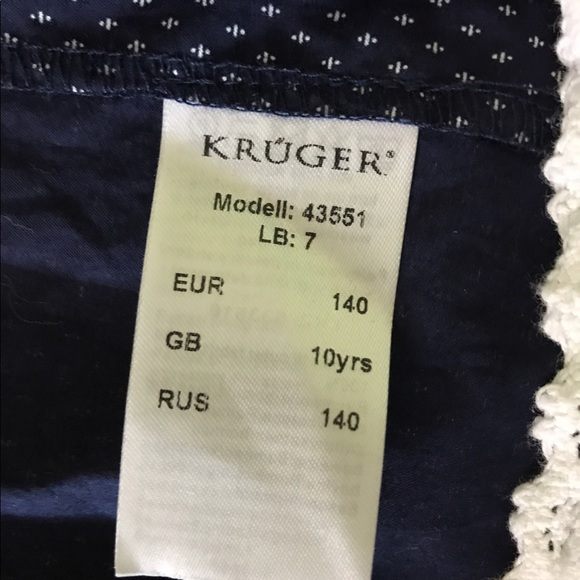 KRÜGER®
Modell: 43551
LB: 7
EUR 140
GB 10yrs
RUS 140